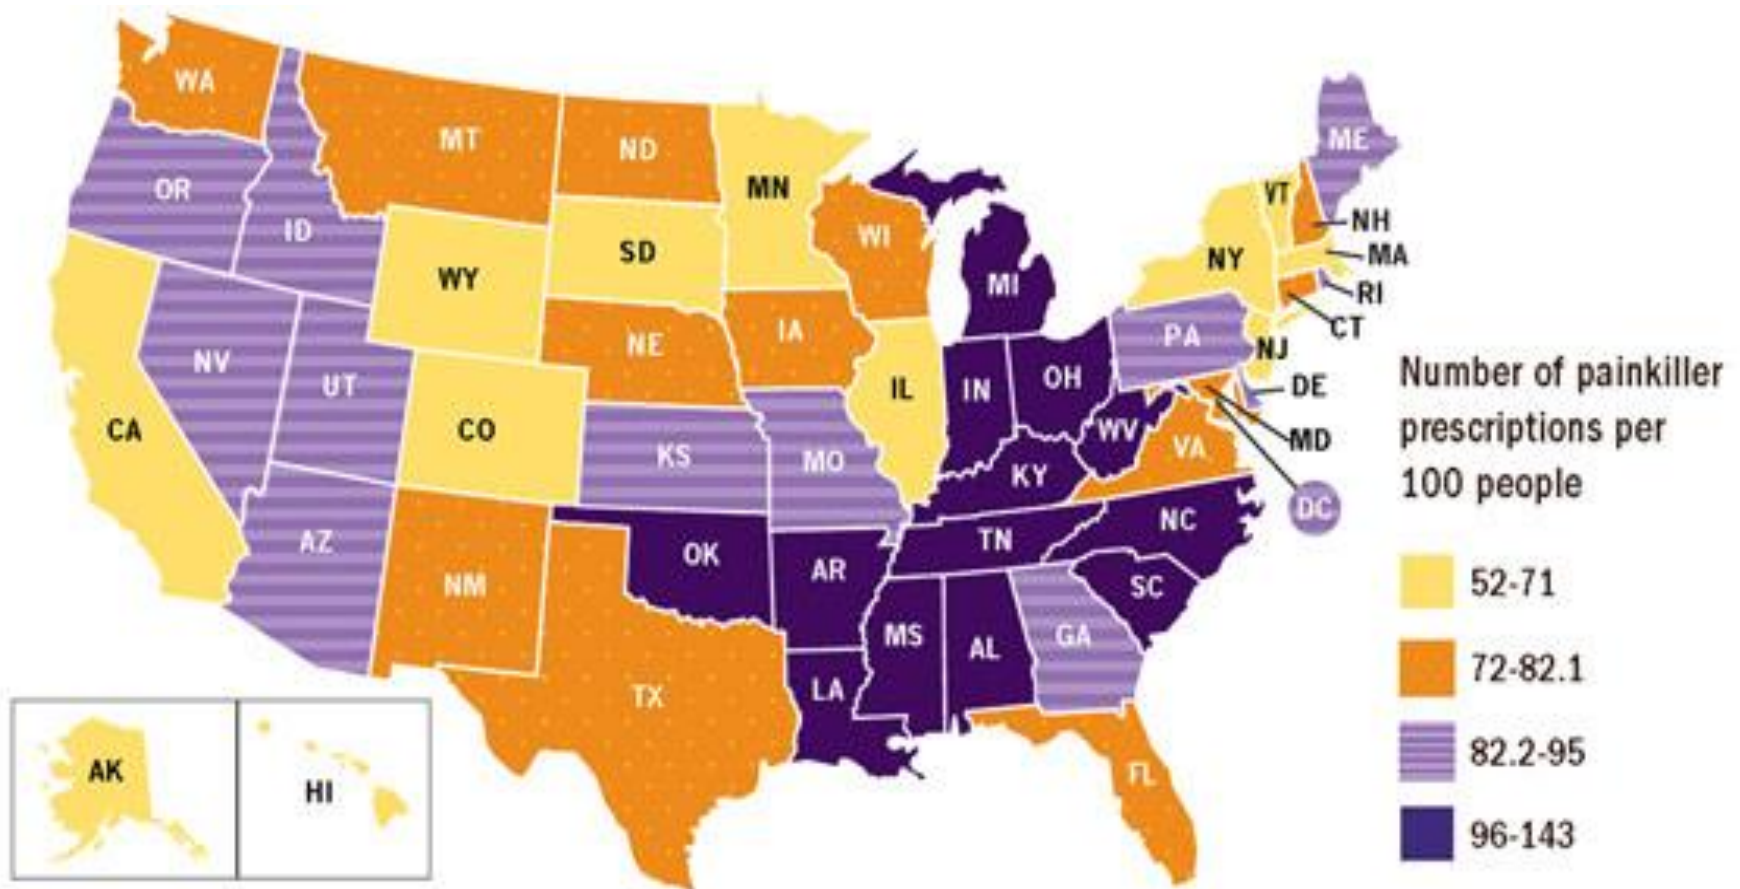 WA
MT
ND
MN
ME
OR
ID
WI
VT
NH
WY
SD
NY
MA
MI
RI
CT
NE
IA
PA
NJ
NV
UT
IL
IN
OH
DE
CA
CO
WV
MD
KS
MO
KY
VA
DC
AZ
OK
AR
TN
NC
NM
SC
MS
AL
GA
TX
LA
FL
AK
HI
Number of painkiller
prescriptions per
100 people
52-71
72-82.1
82.2-95
96-143